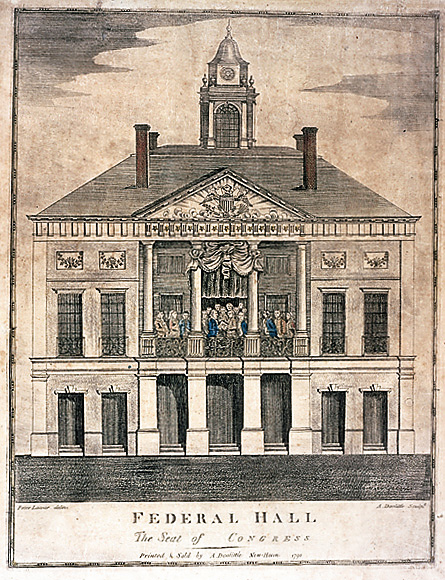 Peter Lacour delin. A. Doolittle Sculp.
FEDERAL HALL
The Seat of CONGRESS
Printed & Sold by A. Doolittle New-Haven 1790